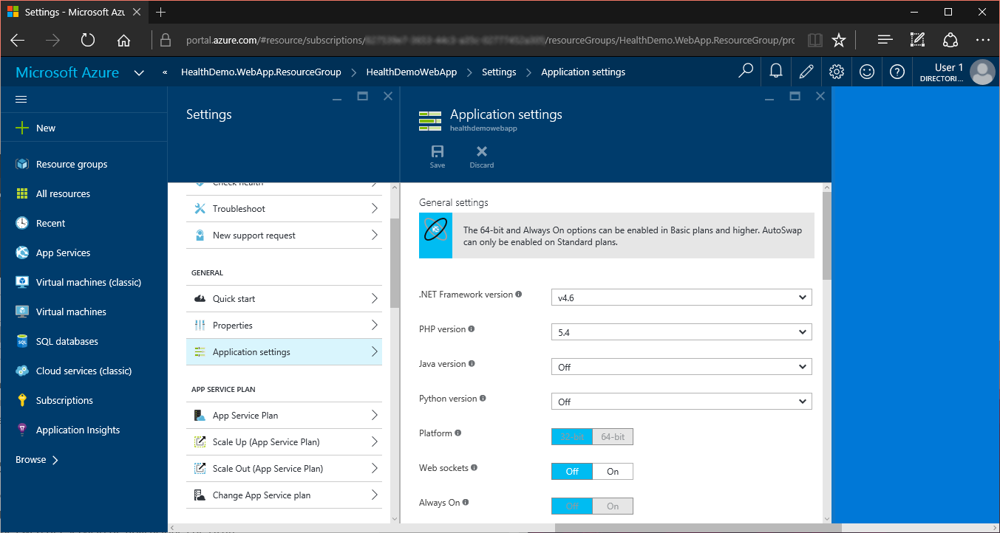 Settings - Microsoft Azu
portal.azure.com/#resource/subscriptions/
/resourceGroups/HealthDemo.WebApp.ResourceGroup/prc
Microsoft Azure
«
HealthDemo.WebApp.ResourceGroup
HealthDemoWebApp
Settings
Application settings
User 1
DIRECTORI...
New
Resource groups
All resources
Recent
App Services
Virtual machines (classic)
Virtual machines
SQL databases
Cloud services (classic)
Subscriptions
Application Insights
Browse
Settings
Check health
Troubleshoot
New support request
GENERAL
Quick start
Properties
Application settings
APP SERVICE PLAN
App Service Plan
Scale Up (App Service Plan)
Scale Out (App Service Plan)
Change App Service plan
Application settings
healthdemowebapp
Save
Discard
General settings
The 64-bit and Always On options can be enabled in Basic plans and higher. AutoSwap
can only be enabled on Standard plans.
.NET Framework version
v4.6
PHP version
5.4
Java version
Off
Python version
Off
Platform
32-bit 64-bit
Web sockets
Off On
Always On
Off On